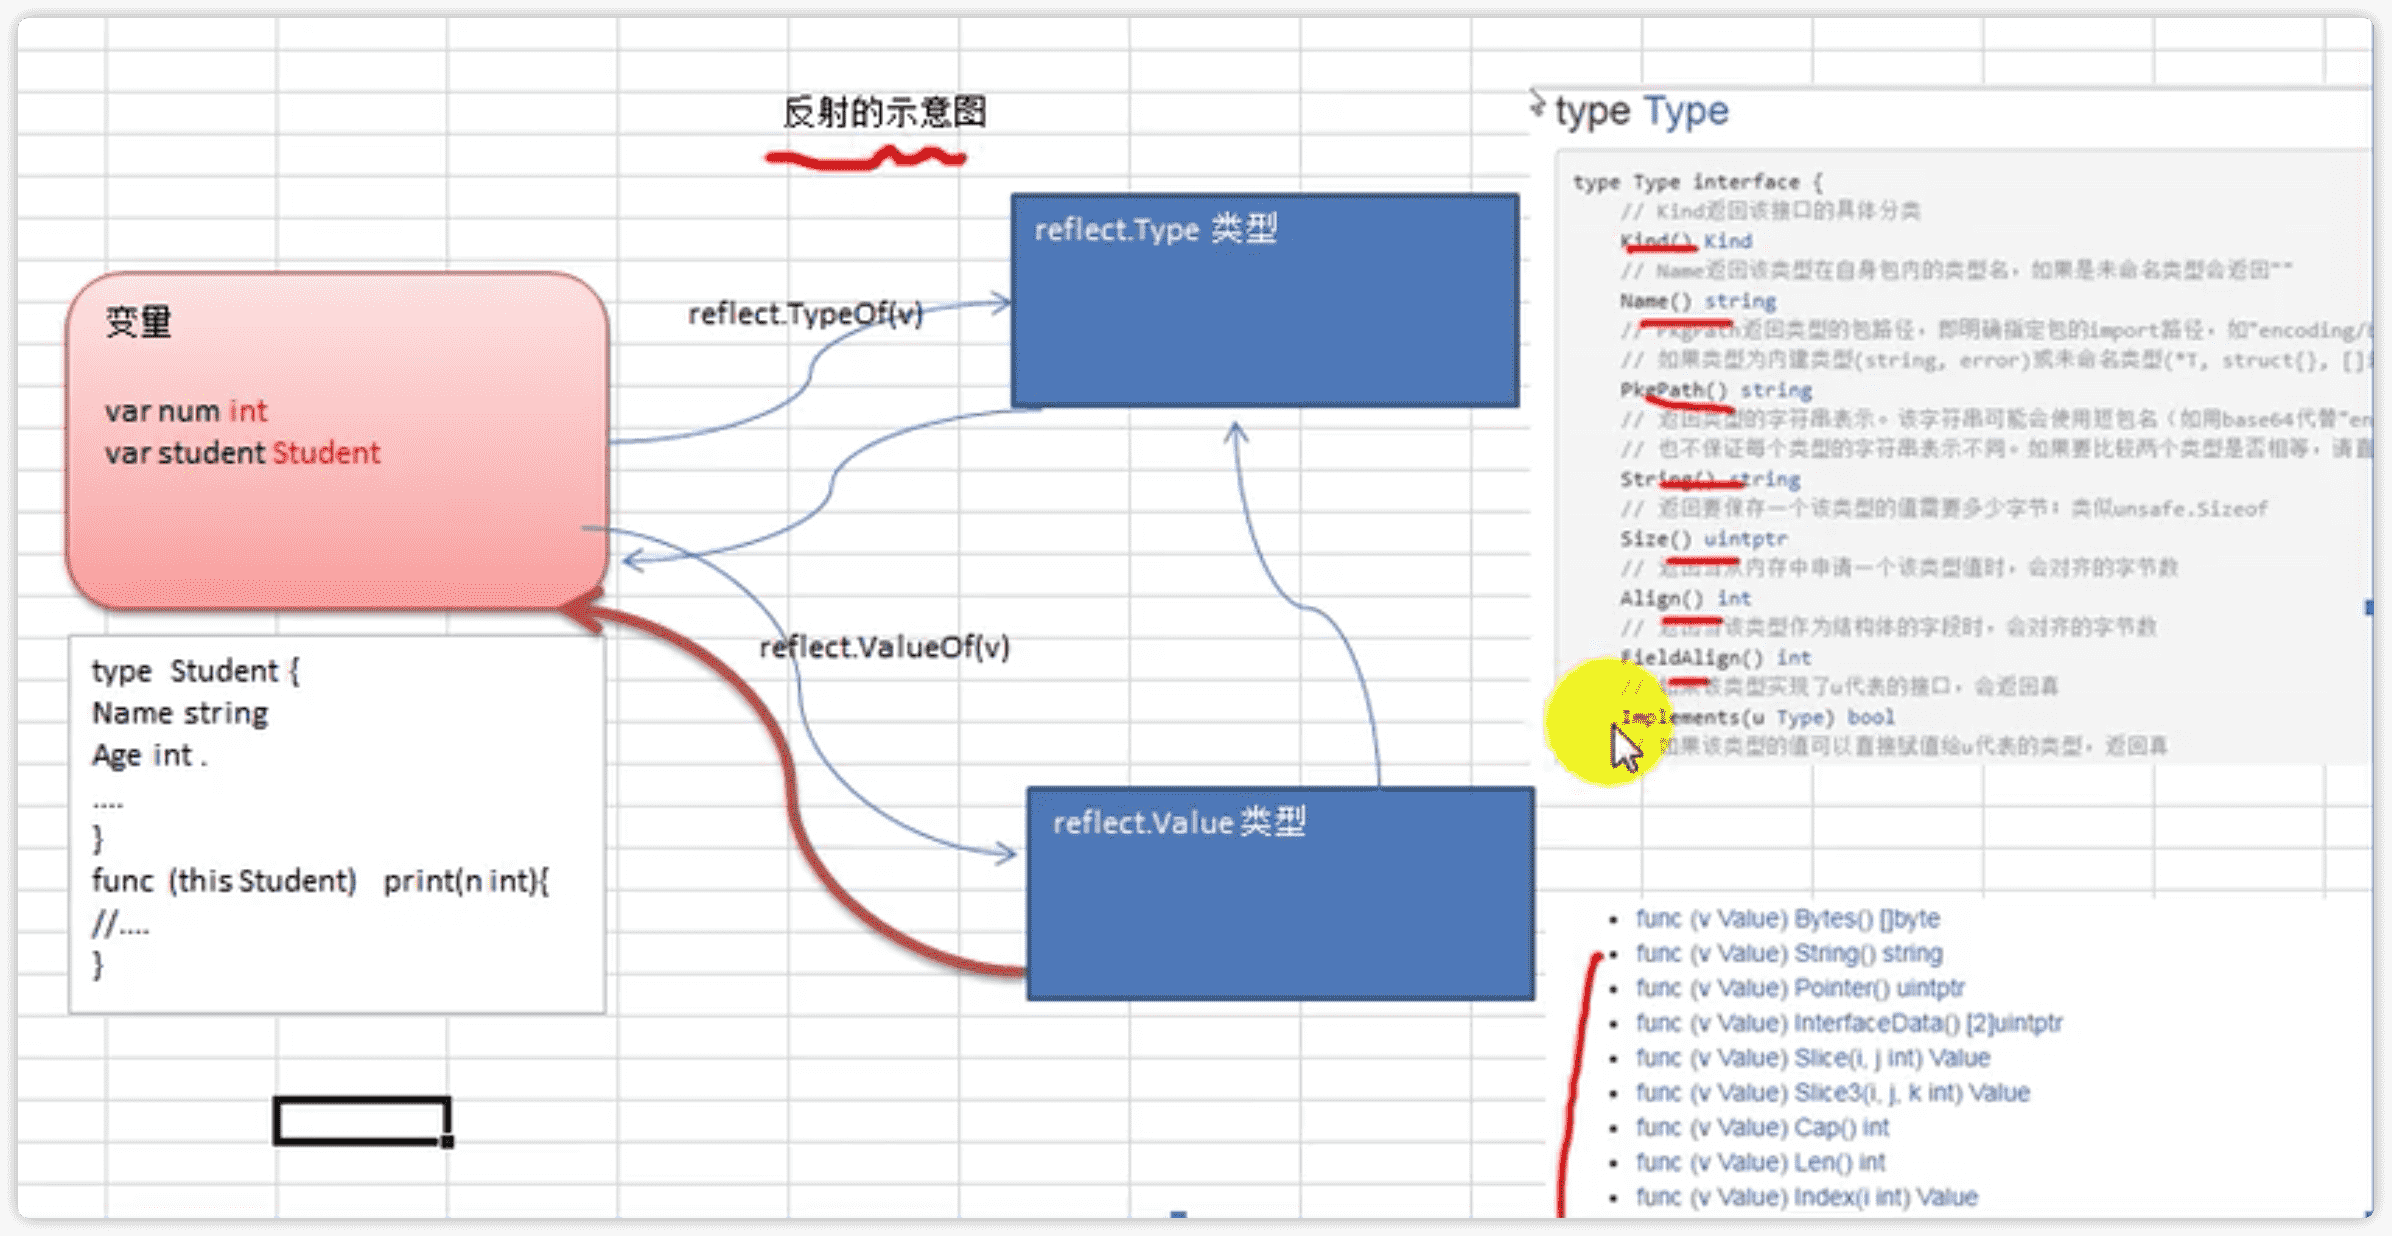 反射的示意图
变量
var num int
var student Student
type Student {
Name string
Age int .
....
}
func (this Student) print(n int){
//....
}
reflect.TypeOf(v)
reflect.ValueOf(v)
reflect.Type 类型
reflect.Value 类型
type Type
type Type interface {
// Kind返回该接口的具体分类
Kind() Kind
// Name返回该类型在自身包内的类型名，如果是未命名类型会返回""
Name() string
// PkgPath返回类型的包路径，即明确指定包的import路径，如"encoding/b
// 如果类型为内建类型(string, error)或未命名类型(*T, struct{}, []i
PkgPath() string
// 返回类型的字符串表示。该字符串可能会使用短包名（如用base64代替"en
// 也不保证每个类型的字符串表示不同。如果要比较两个类型是否相等，请直
String() string
// 返回要保存一个该类型的值需要多少字节；类似unsafe.Sizeof
Size() uintptr
// 返回当从内存中申请一个该类型值时，会对齐的字节数
Align() int
// 返回当该类型作为结构体的字段时，会对齐的字节数
FieldAlign() int
// 如果该类型实现了u代表的接口，会返回真
Implements(u Type) bool
如果该类型的值可以直接赋值给u代表的类型，返回真
• func (v Value) Bytes() []byte
• func (v Value) String() string
• func (v Value) Pointer() uintptr
• func (v Value) InterfaceData() [2]uintptr
• func (v Value) Slice(i, j int) Value
• func (v Value) Slice3(i, j, k int) Value
• func (v Value) Cap() int
• func (v Value) Len() int
• func (v Value) Index(i int) Value